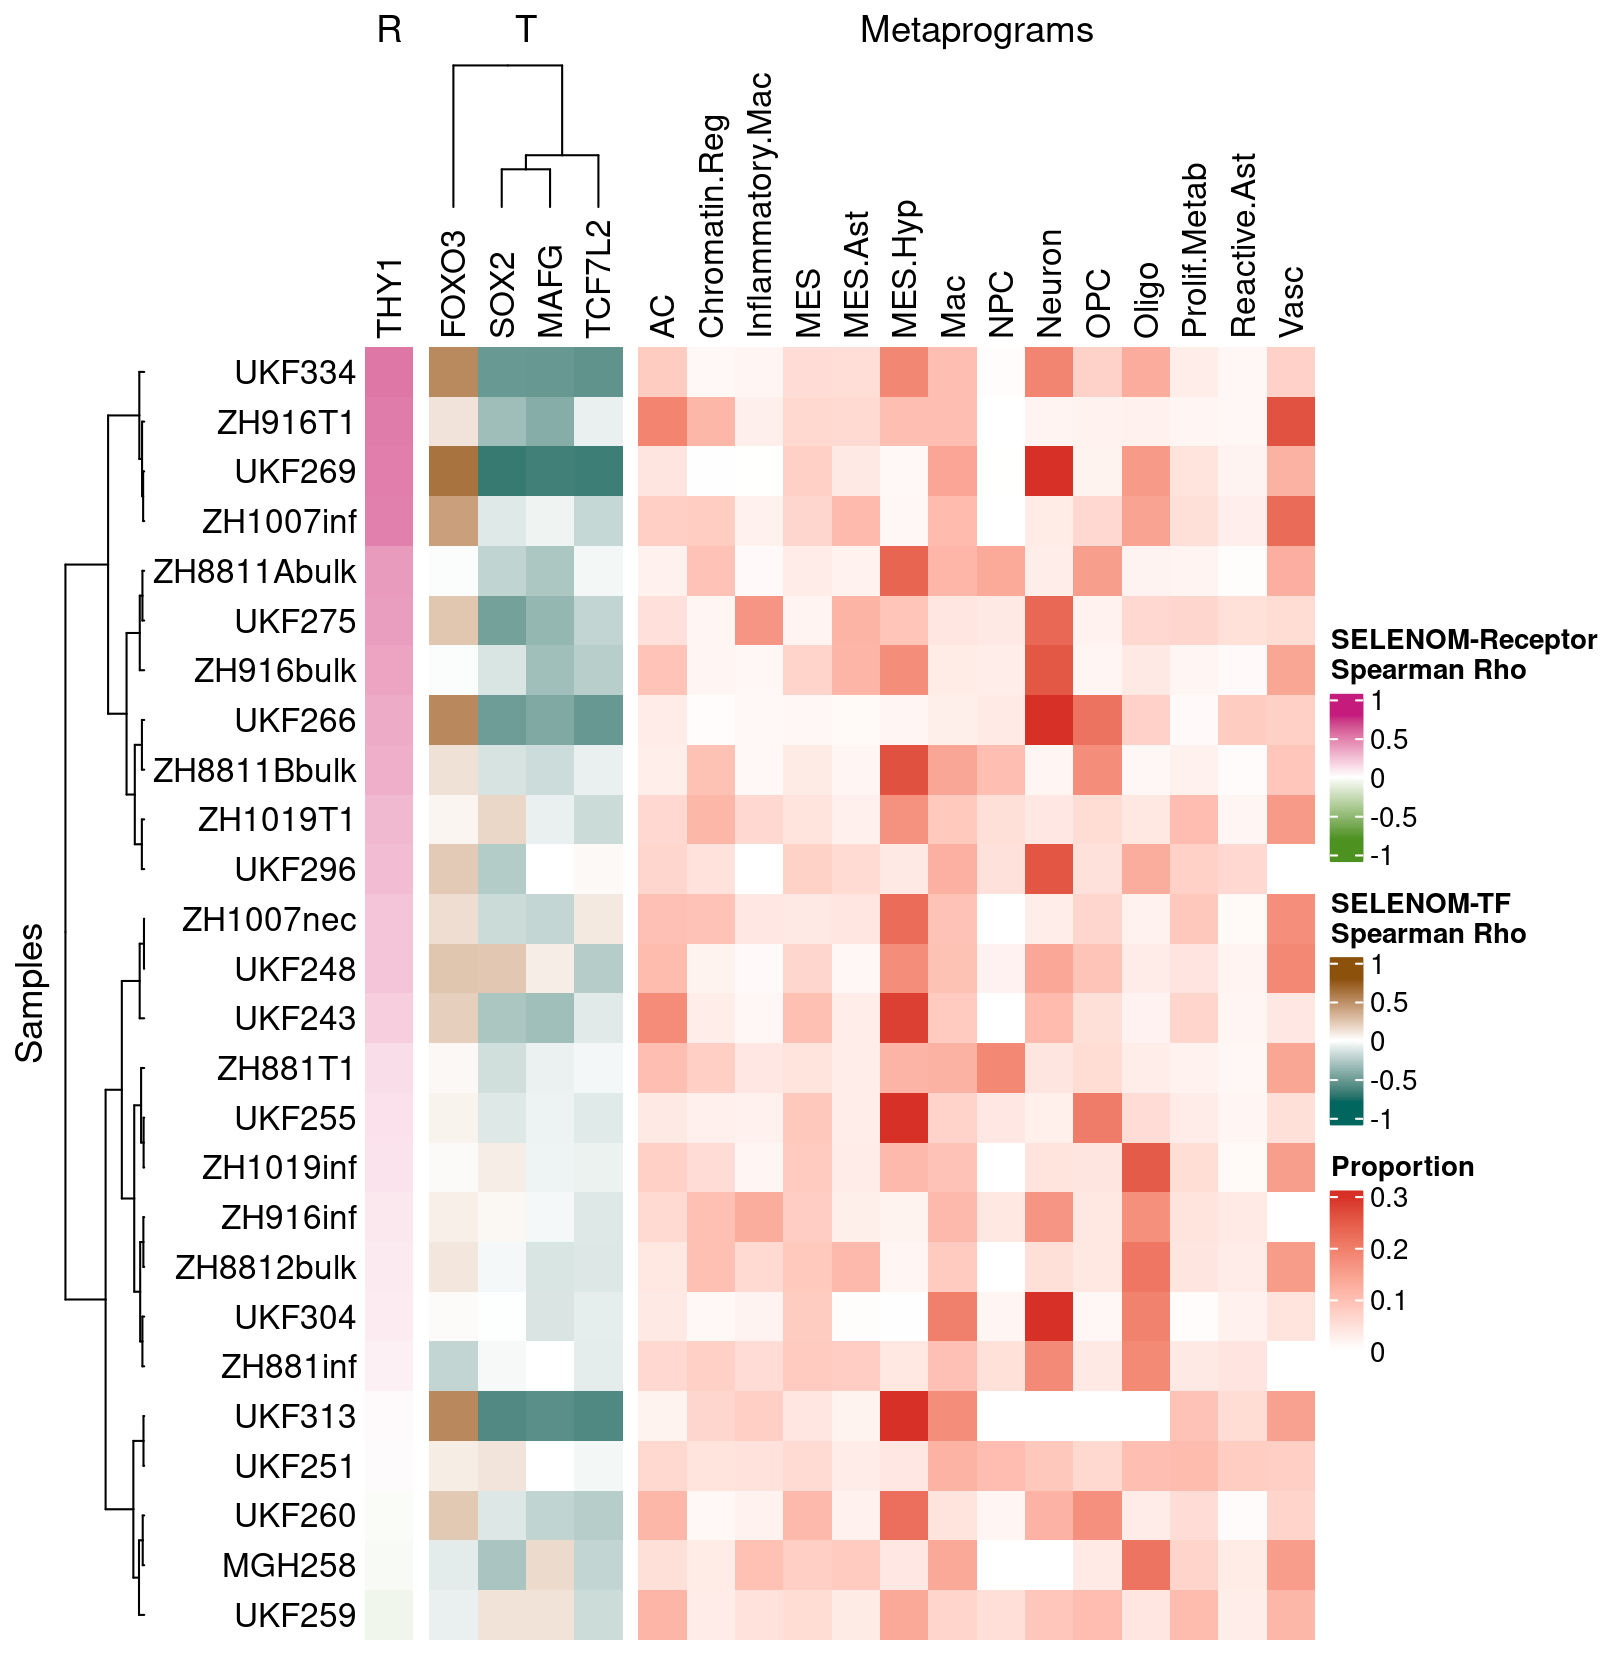 R T Metaprograms
THY1
FOXO3
SOX2
MAFG
TCF7L2
AC
Chromatin.Reg
Inflammatory.Mac
MES
MES.Ast
MES.Hyp
Mac
NPC
Neuron
OPC
Oligo
Prolif.Metab
Reactive.Ast
Vasc
Samples
UKF334
ZH916T1
UKF269
ZH1007inf
ZH8811Abulk
UKF275
ZH916bulk
UKF266
ZH8811Bbulk
ZH1019T1
UKF296
ZH1007nec
UKF248
UKF243
ZH881T1
UKF255
ZH1019inf
ZH916inf
ZH8812bulk
UKF304
ZH881inf
UKF313
UKF251
UKF260
MGH258
UKF259
SELENOM-Receptor
Spearman Rho
1
0.5
0
-0.5
-1
SELENOM-TF
Spearman Rho
1
0.5
0
-0.5
-1
Proportion
0.3
0.2
0.1
0